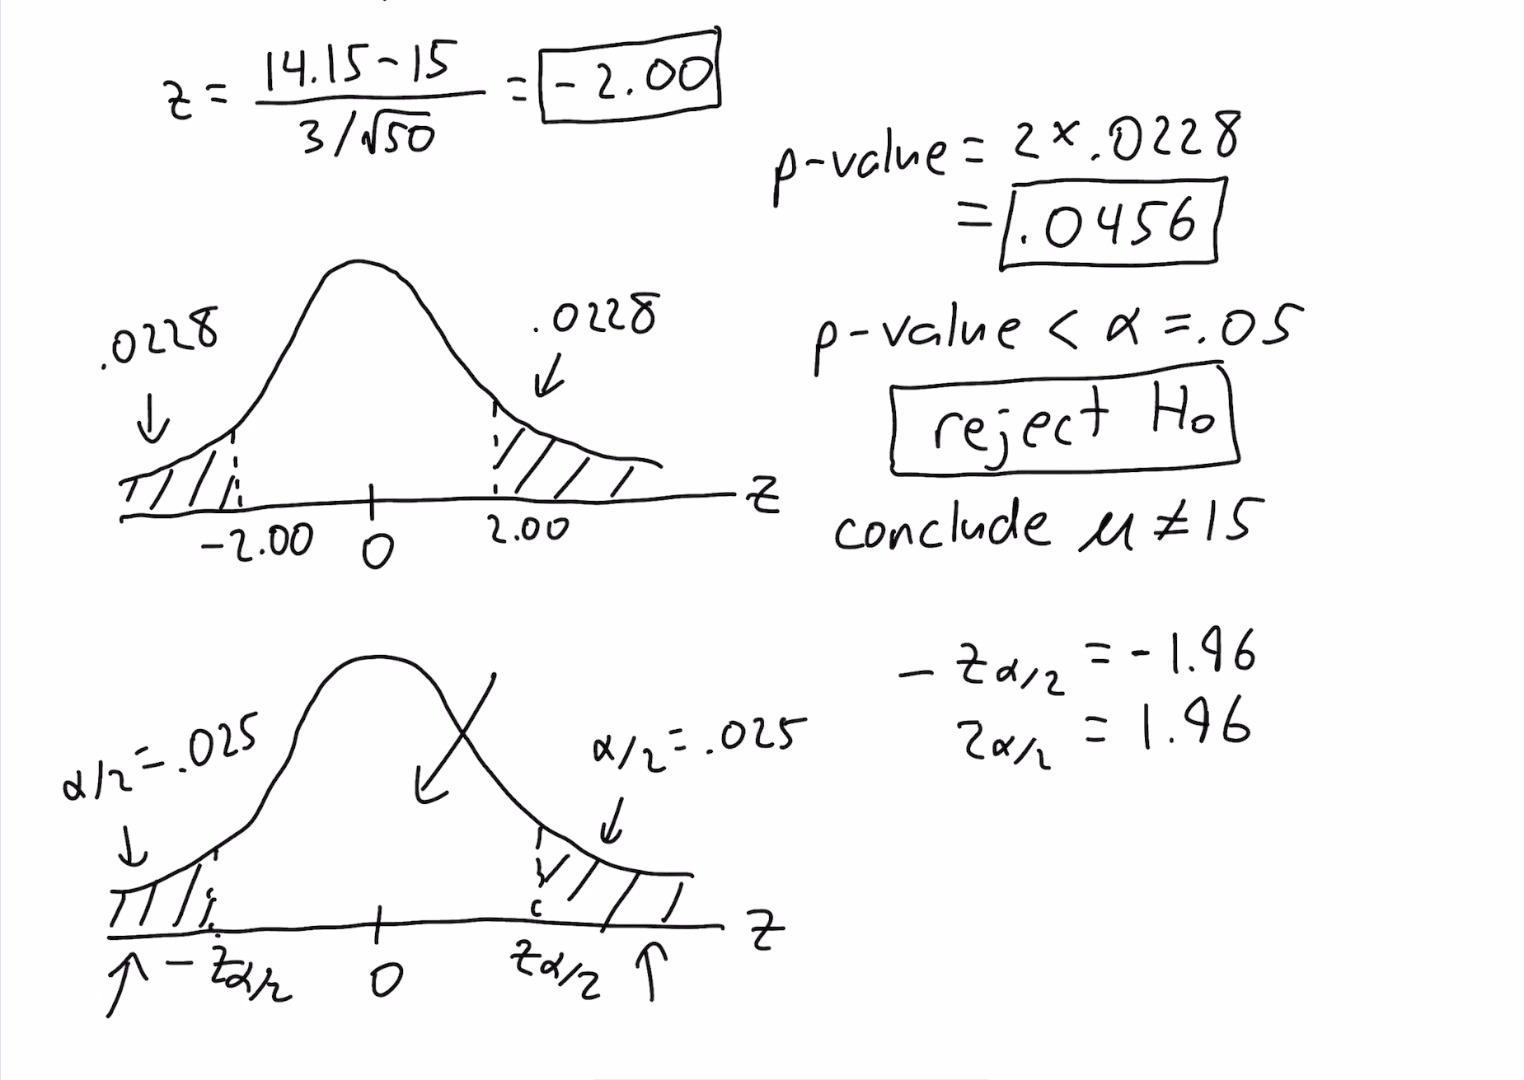 z = 14.15 - 15 / 3/√50 = -2.00
p-value = 2 × .0228
= .0456
p-value < α = .05
reject H₀
conclude μ ≠ 15
.0228
.0228
-2.00
0
2.00
z
-zα/2 = -1.96
zα/2 = 1.96
α/2 = .025
α/2 = .025
-zα/2
0
zα/2
z